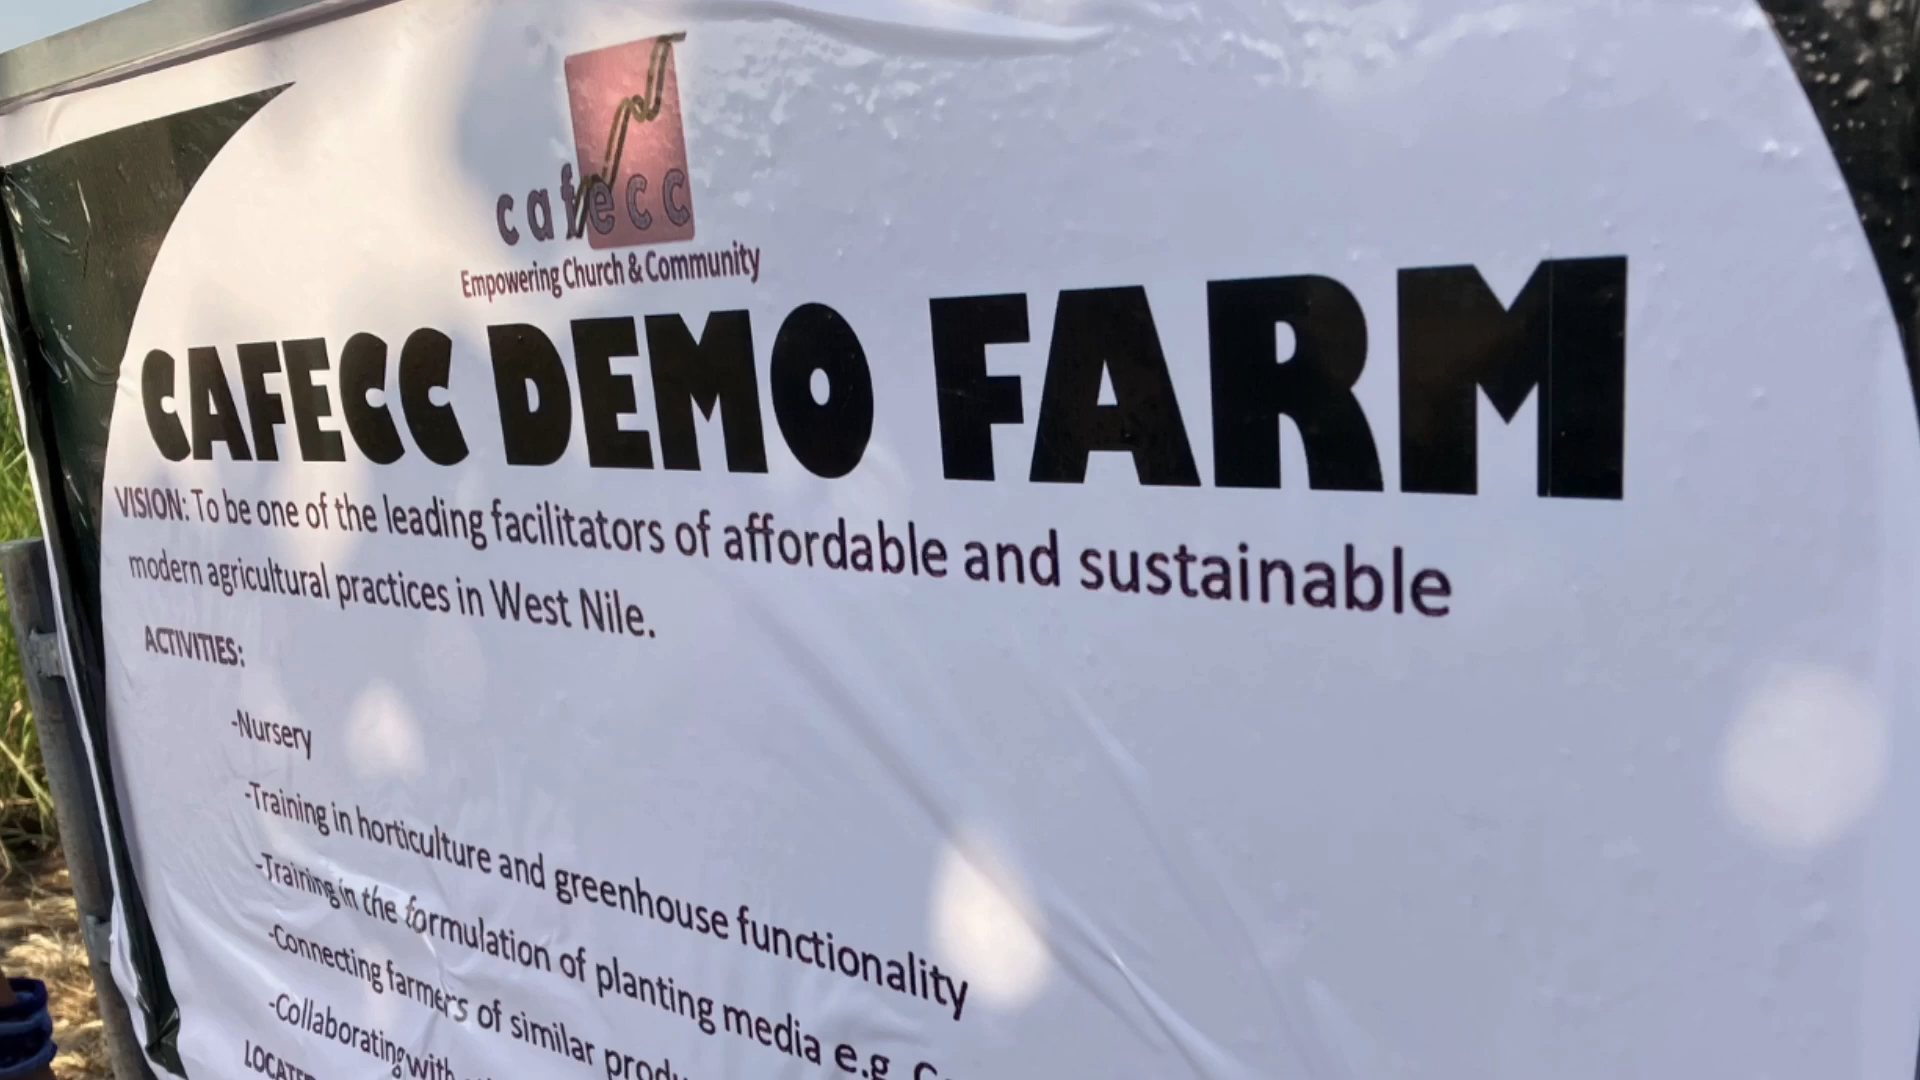 cafecc
Empowering Church & Community
CAFECC DEMO FARM
VISION: To be one of the leading facilitators of affordable and sustainable
modern agricultural practices in West Nile.
ACTIVITIES:
-Nursery
-Training in horticulture and greenhouse functionality
-Training in the formulation of planting media e.g.
-Connecting farmers of similar
-Collaborating with